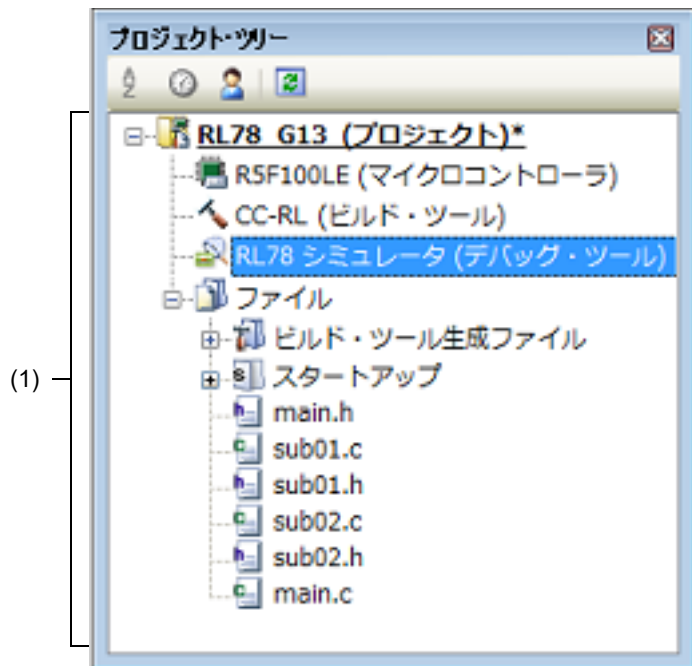 プロジェクト・ツリー
RL78_G13 (プロジェクト)*
R5F100LE (マイクロコントローラ)
CC-RL (ビルド・ツール)
RL78 シミュレータ (デバッグ・ツール)
ファイル
ビルド・ツール生成ファイル
スタートアップ
(1)
main.h
sub01.c
sub01.h
sub02.c
sub02.h
main.c